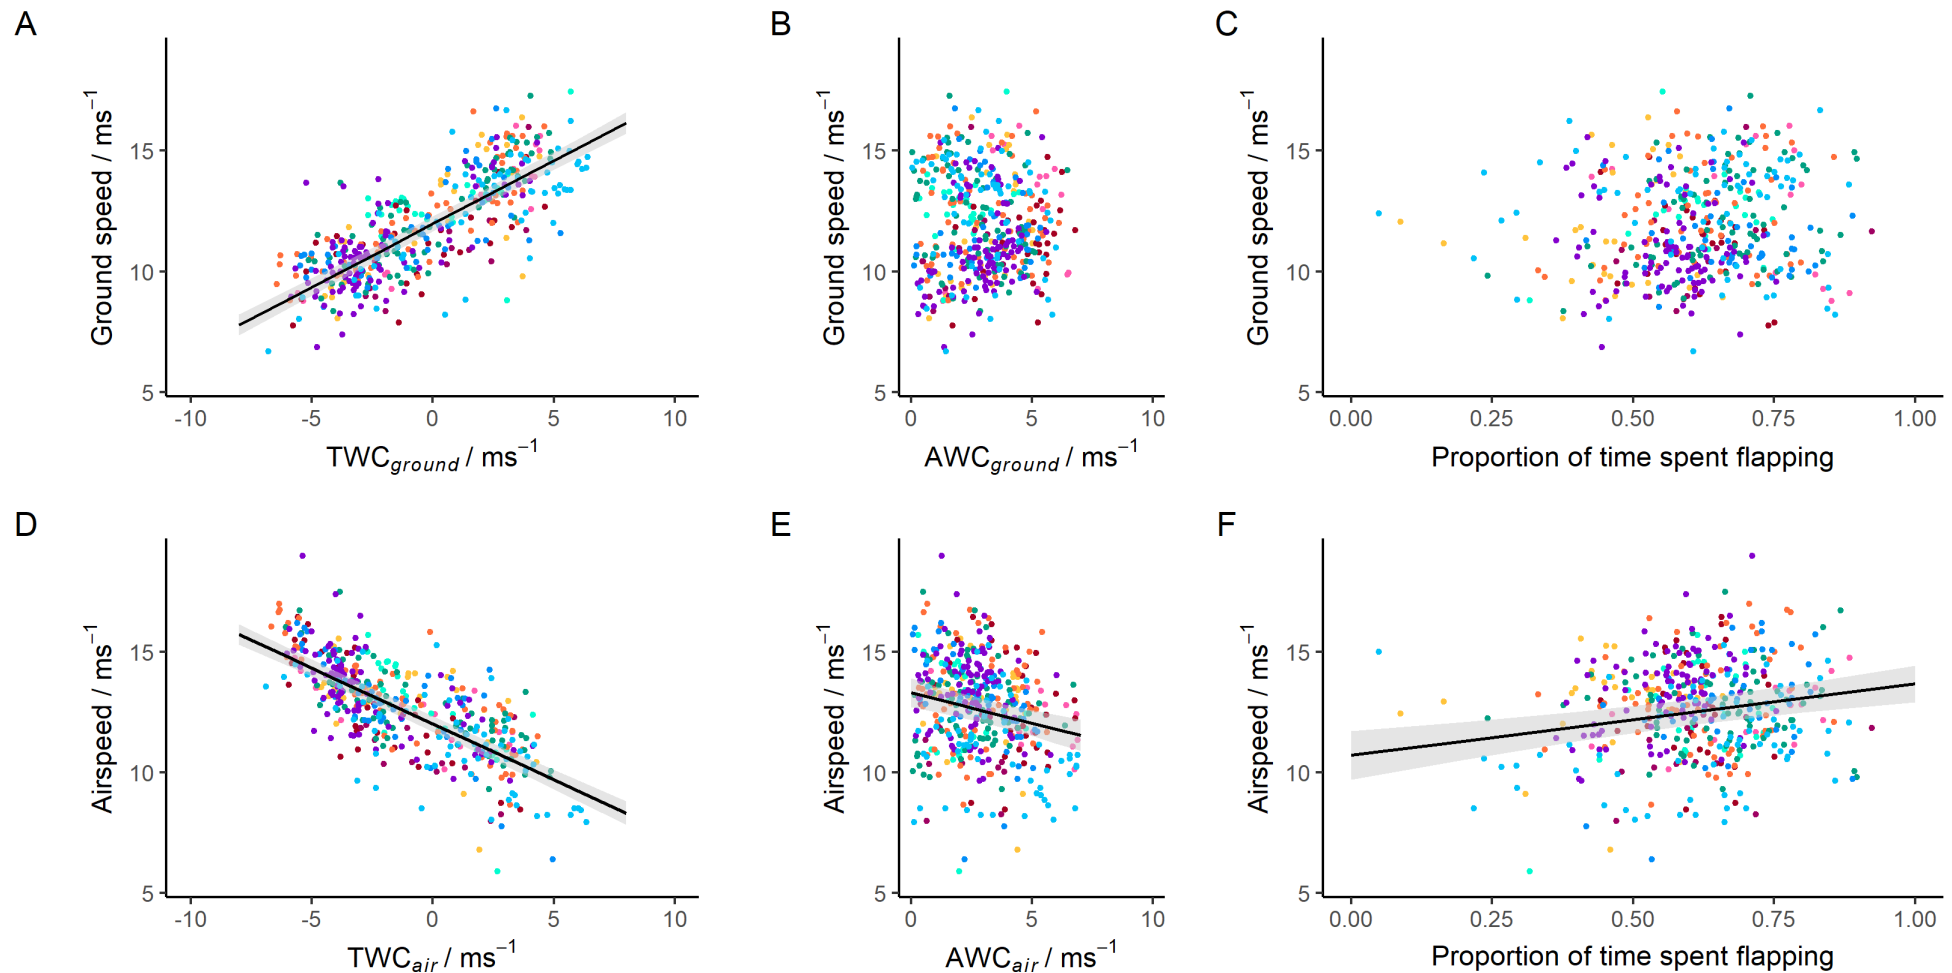 A
B
C
Ground speed / ms⁻¹
15
10
5
-10 -5 0 5 10
TWC_ground / ms⁻¹
Ground speed / ms⁻¹
15
10
5
0 5 10
AWC_ground / ms⁻¹
Ground speed / ms⁻¹
15
10
5
0.00 0.25 0.50 0.75 1.00
Proportion of time spent flapping
D
E
F
Airspeed / ms⁻¹
15
10
5
-10 -5 0 5 10
TWC_air / ms⁻¹
Airspeed / ms⁻¹
15
10
5
0 5 10
AWC_air / ms⁻¹
Airspeed / ms⁻¹
15
10
5
0.00 0.25 0.50 0.75 1.00
Proportion of time spent flapping